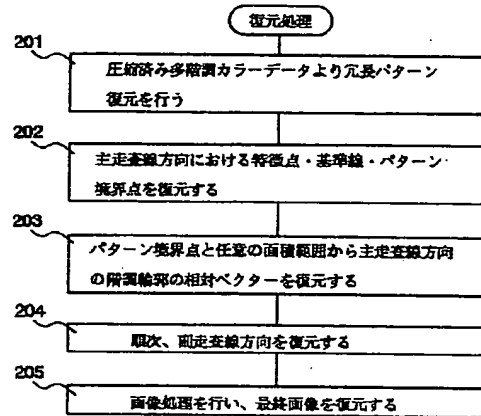 復元処理
201
圧縮済み多階調カラーデータより冗長パターン
復元を行う
202
主走査線方向における特徴点・基準線・パターン・
境界点を復元する
203
パターン境界点と任意の面積範囲から主走査線方向
の階調輪郭の相対ベクターを復元する
204
順次、副走査線方向を復元する
205
画像処理を行い、最終画像を復元する